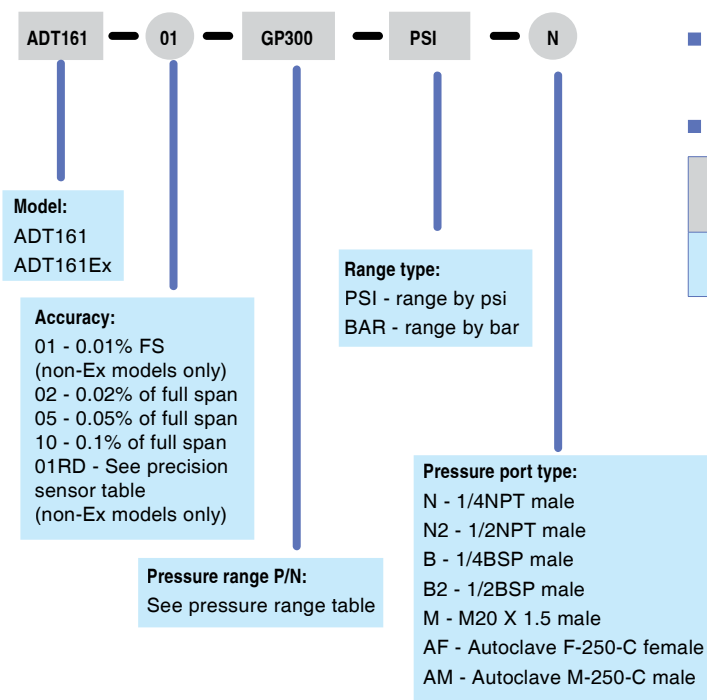 ADT161 01 GP300 PSI N
Model:
ADT161
ADT161Ex
Accuracy:
01 - 0.01% FS
(non-Ex models only)
02 - 0.02% of full span
05 - 0.05% of full span
10 - 0.1% of full span
01RD - See precision
sensor table
(non-Ex models only)
Pressure range P/N:
See pressure range table
Range type:
PSI - range by psi
BAR - range by bar
Pressure port type:
N - 1/4NPT male
N2 - 1/2NPT male
B - 1/4BSP male
B2 - 1/2BSP male
M - M20 X 1.5 male
AF - Autoclave F-250-C female
AM - Autoclave M-250-C male